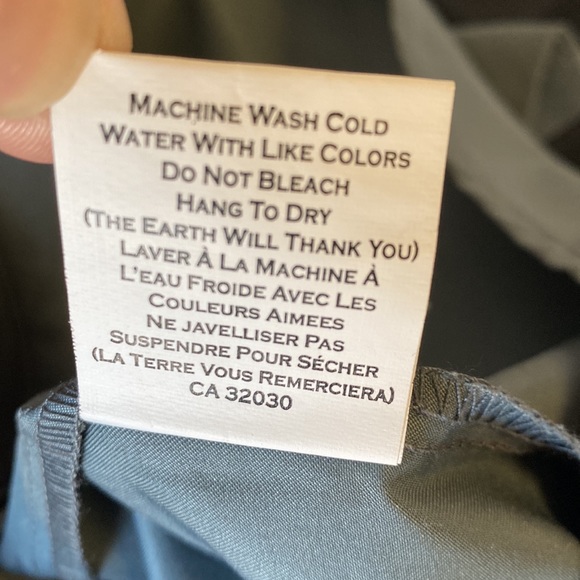 MACHINE WASH COLD
WATER WITH LIKE COLORS
DO NOT BLEACH
HANG TO DRY
(THE EARTH WILL THANK YOU)
LAVER À LA MACHINE À
L'EAU FROIDE AVEC LES
COULEURS AIMEES
NE JAVELLISER PAS
SUSPENDRE POUR SÉCHER
(LA TERRE VOUS REMERCIERA)
CA 32030